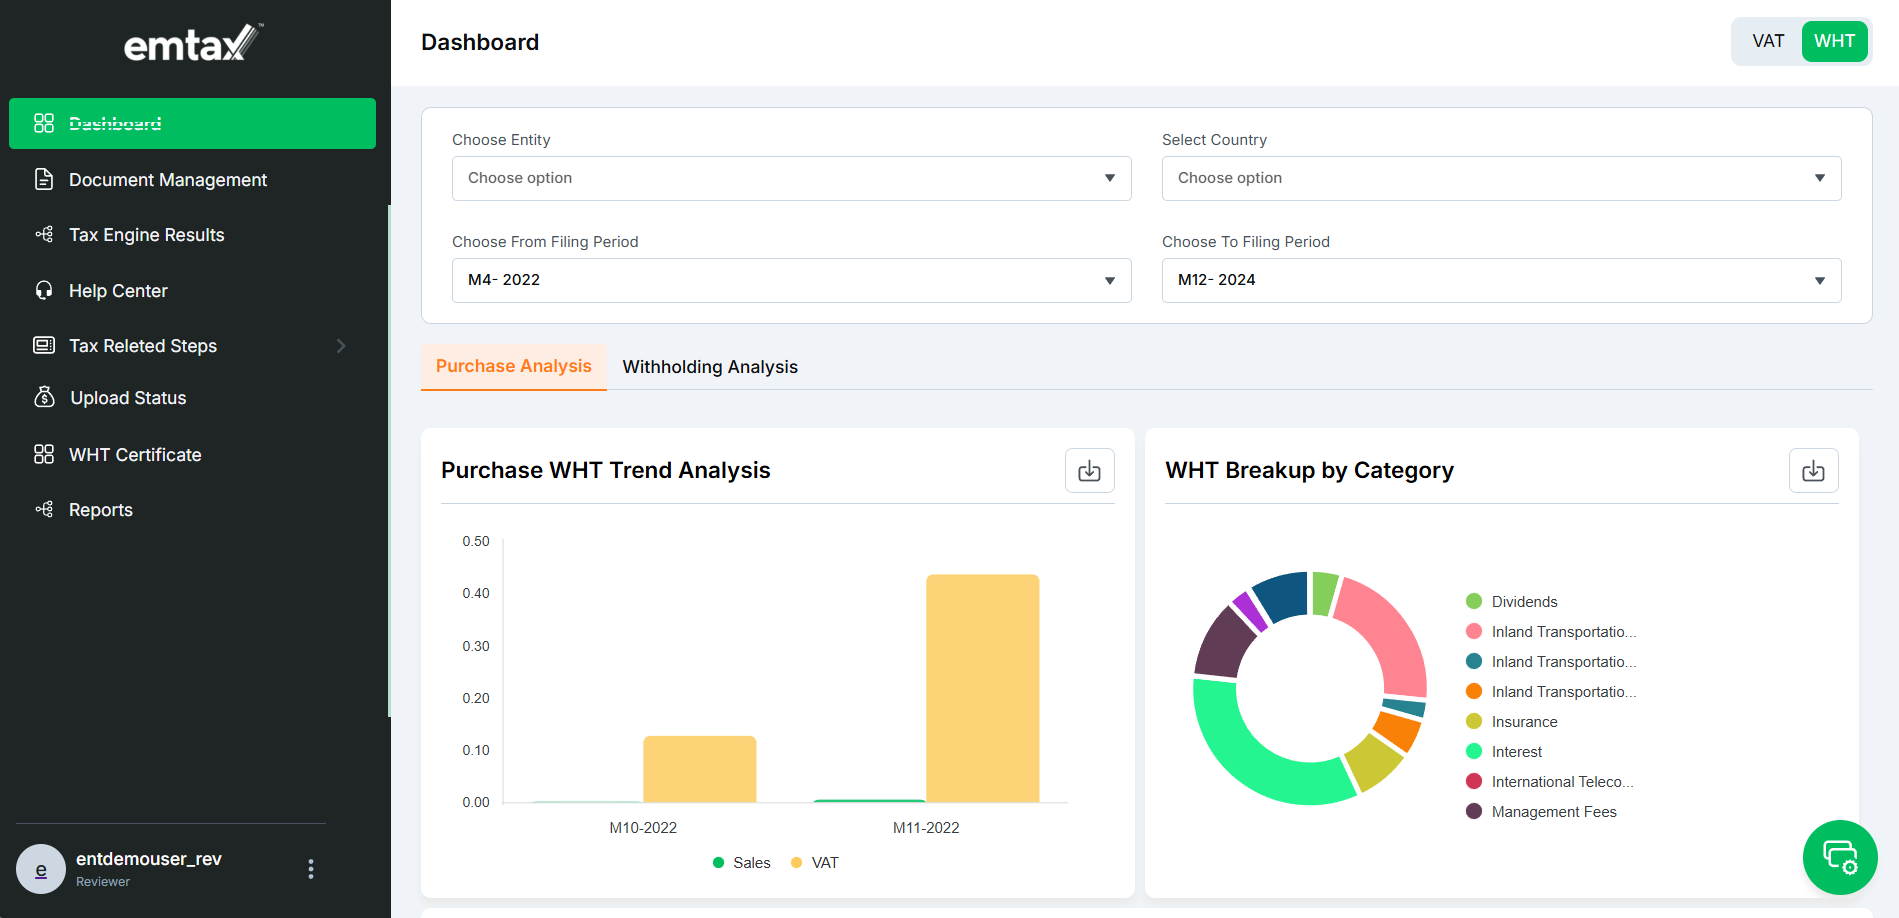 emtax™
Dashboard
Document Management
Tax Engine Results
Help Center
Tax Releted Steps
Upload Status
WHT Certificate
Reports
e
entdemouser_rev
Reviewer
Dashboard
VAT WHT
Choose Entity
Choose option
Select Country
Choose option
Choose From Filing Period
M4- 2022
Choose To Filing Period
M12- 2024
Purchase Analysis Withholding Analysis
Purchase WHT Trend Analysis
0.50
0.40
0.30
0.20
0.10
0.00
M10-2022 M11-2022
Sales VAT
WHT Breakup by Category
Dividends
Inland Transportatio...
Inland Transportatio...
Inland Transportatio...
Insurance
Interest
International Teleco...
Management Fees